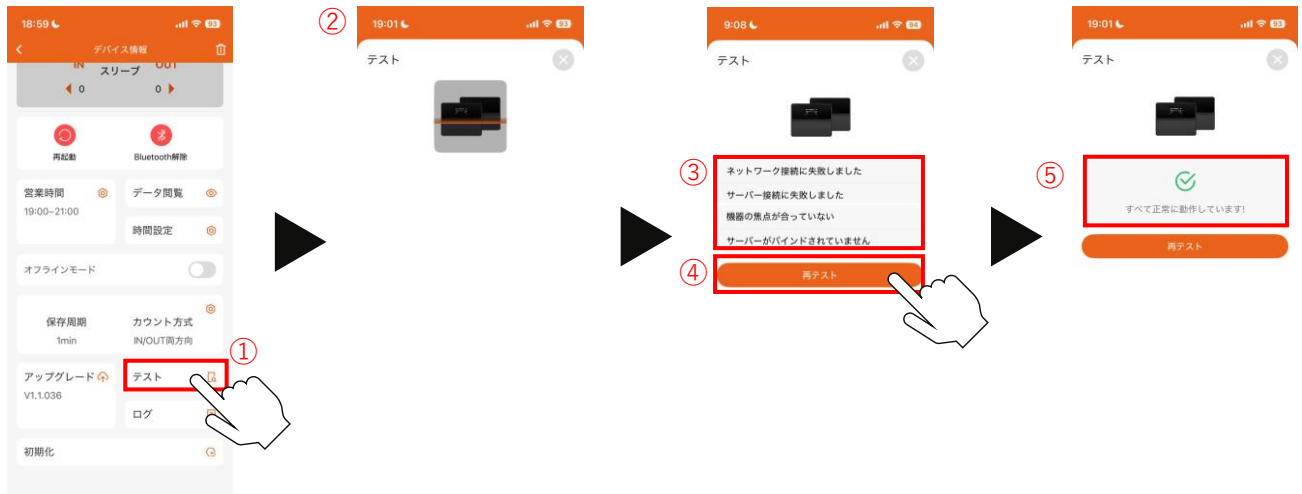 18:59
93
デバイス情報
IN
スリーブ
OUT
0
0
再起動
Bluetooth解除
営業時間
19:00~21:00
データ閲覧
時間設定
オフラインモード
保存周期
1min
カウント方式
IN/OUT両方向
①
アップグレード
V1.1.036
テスト
ログ
初期化
②
19:01
93
テスト
9:08
94
テスト
③
ネットワーク接続に失敗しました
サーバー接続に失敗しました
機器の焦点が合っていない
サーバーがバインドされていません
④
再テスト
19:01
93
テスト
⑤
すべて正常に動作しています!
再テスト